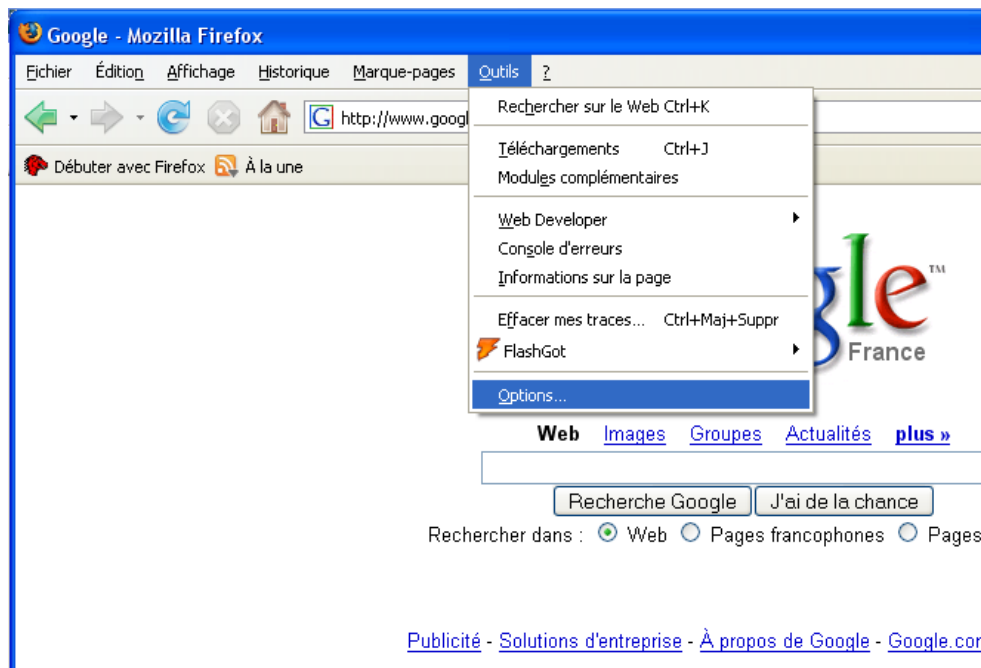 Google - Mozilla Firefox
Fichier Édition Affichage Historique Marque-pages Outils ?
http://www.googl
Débuter avec Firefox À la une
Rechercher sur le Web Ctrl+K
Téléchargements Ctrl+J
Modules complémentaires
Web Developer
Console d'erreurs
Informations sur la page
Effacer mes traces... Ctrl+Maj+Suppr
FlashGot
Options...
gle™
France
Web Images Groupes Actualités plus »
Recherche Google J'ai de la chance
Rechercher dans : Web Pages francophones Pages
Publicité - Solutions d'entreprise - À propos de Google - Google.com